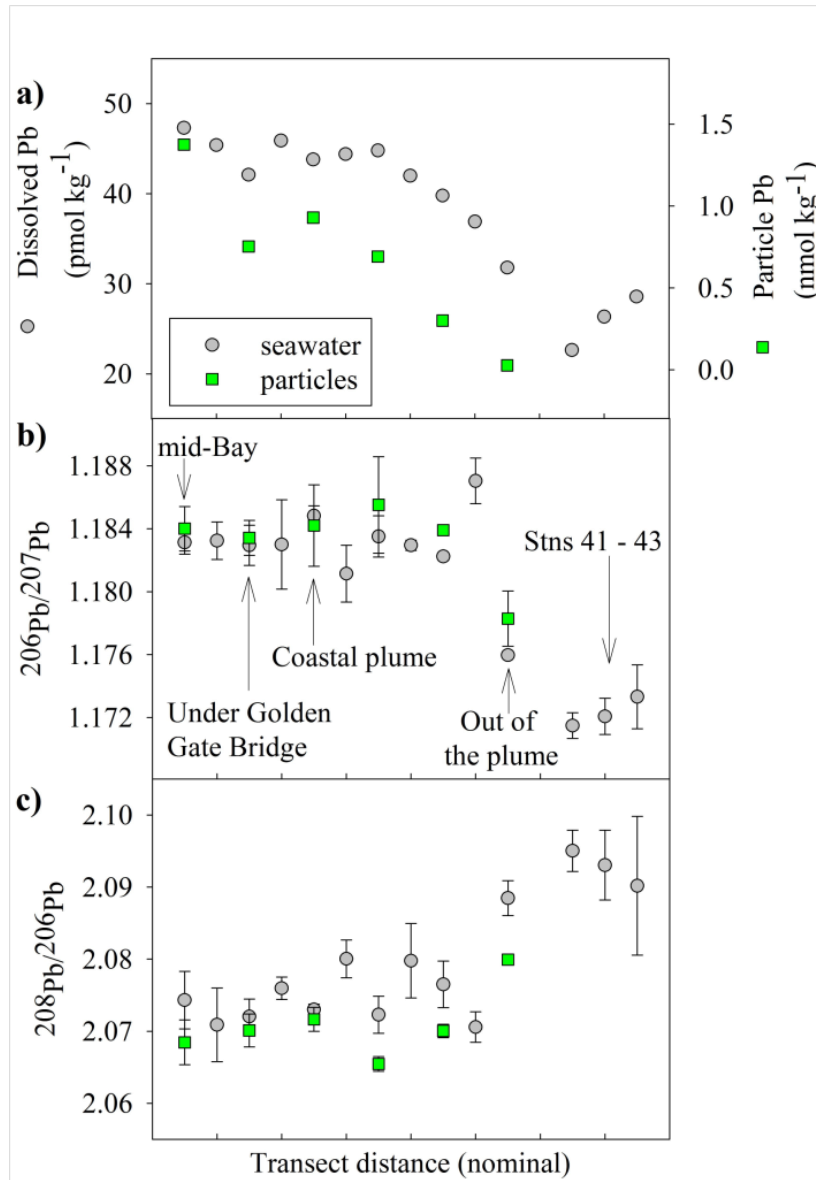 a)
Dissolved Pb
(pmol kg-1)
50
40
30
20
seawater
particles
1.5
1.0
0.5
0.0
Particle Pb
(nmol kg-1)
b)
206Pb/207Pb
1.188
1.184
1.180
1.176
1.172
mid-Bay
Under Golden
Gate Bridge
Coastal plume
Out of
the plume
Stns 41 - 43
c)
208Pb/206Pb
2.10
2.09
2.08
2.07
2.06
Transect distance (nominal)